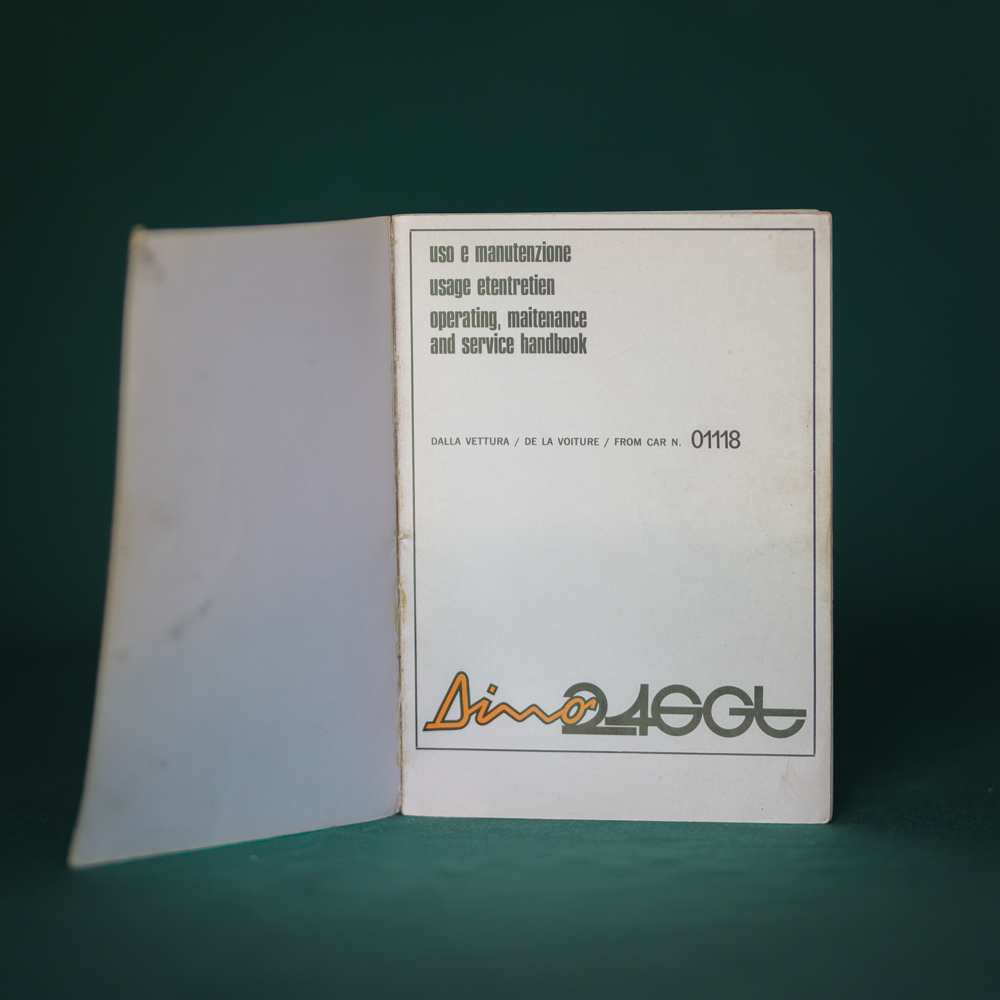 uso e manutenzione
usage etentretien
operating, maitenance
and service handbook
DALLA VETTURA / DE LA VOITURE / FROM CAR N. 01118
Dino 246GT